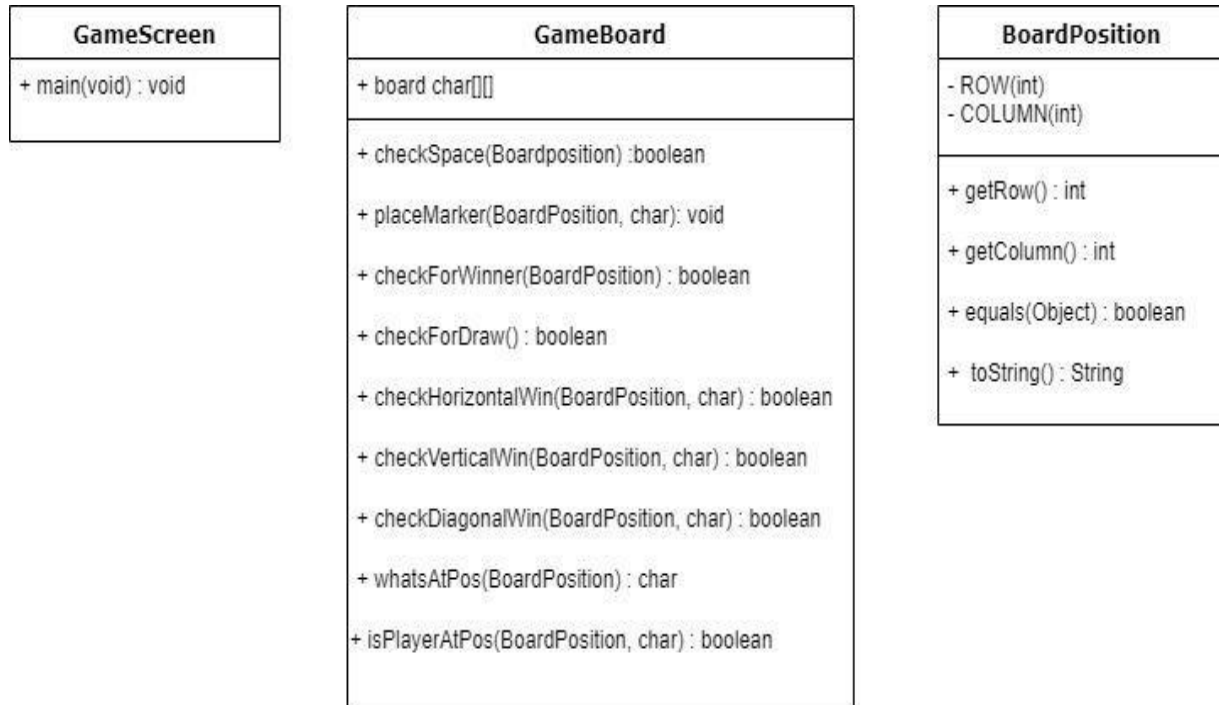 GameScreen
+ main(void) : void
GameBoard
+ board char[][]
+ checkSpace(Boardposition) :boolean
+ placeMarker(BoardPosition, char): void
+ checkForWinner(BoardPosition) : boolean
+ checkForDraw() : boolean
+ checkHorizontalWin(BoardPosition, char) : boolean
+ checkVerticalWin(BoardPosition, char) : boolean
+ checkDiagonalWin(BoardPosition, char) : boolean
+ whatsAtPos(BoardPosition) : char
+ isPlayerAtPos(BoardPosition, char) : boolean
BoardPosition
- ROW(int)
- COLUMN(int)
+ getRow() : int
+ getColumn() : int
+ equals(Object) : boolean
+ toString() : String